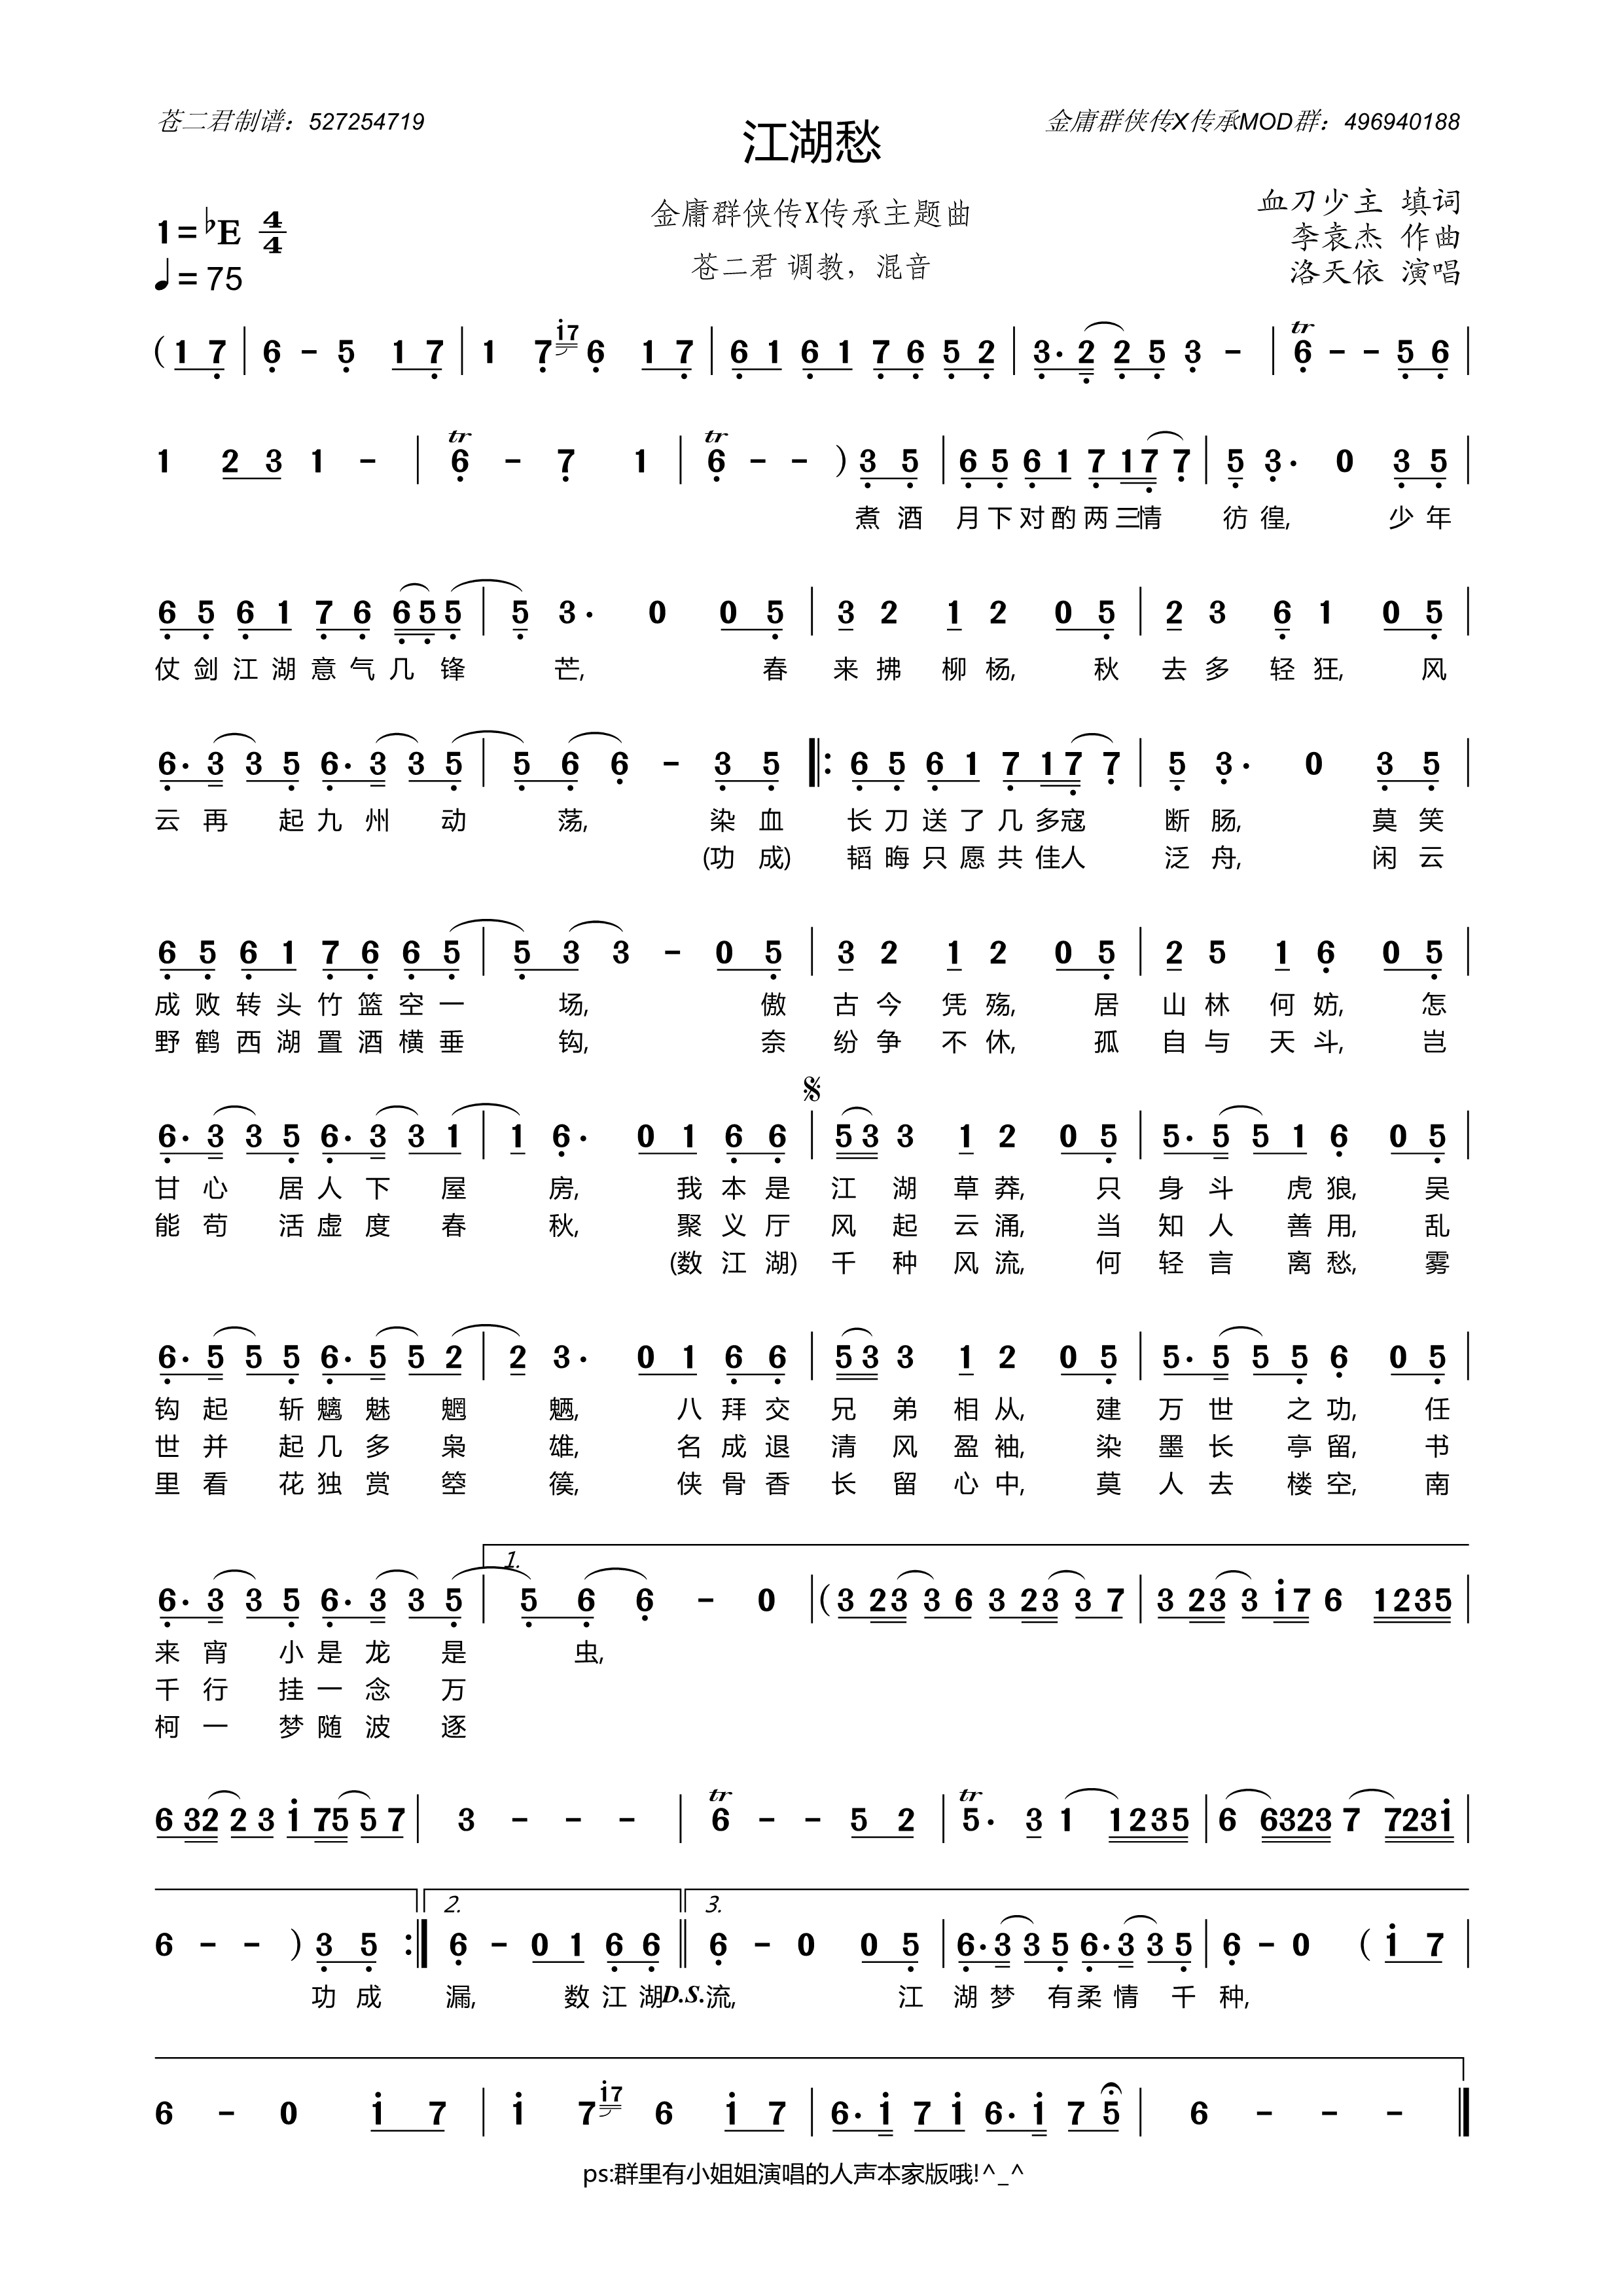 苍二君制谱：527254719
江湖愁
金庸群侠传X传承MOD群：496940188
1=♭E 4/4
♩=75
金庸群侠传X传承主题曲
苍二君 调教，混音
血刀少主 填词
李袁杰 作曲
洛天依 演唱
(1 7 | 6 - 5 1 7 | 1 7 i7 6 1 7 | 6 1 6 1 7 6 5 2 | 3· 2 2 5 3 - | tr 6 - - 5 6 |
1 2 3 1 - | tr 6 - 7 1 | tr 6 - - ) 3 5 | 6 5 6 1 7 1 7 7 | 5 3· 0 3 5 |
煮 酒 月 下 对 酌 两 三 情 彷 徨, 少 年
6 5 6 1 7 6 6 5 5 | 5 3· 0 0 5 | 3 2 1 2 0 5 | 2 3 6 1 0 5 |
仗 剑 江 湖 意 气 几 锋 芒, 春 来 拂 柳 杨, 秋 去 多 轻 狂, 风
6· 3 3 5 6· 3 3 5 | 5 6 6 - 3 5 |: 6 5 6 1 7 1 7 7 | 5 3· 0 3 5 |
云 再 起 九 州 动 荡, 染 血 长 刀 送 了 几 多 寇 断 肠, 莫 笑
(功 成) 韬 晦 只 愿 共 佳 人 泛 舟, 闲 云
6 5 6 1 7 6 6 5 | 5 3 3 - 0 5 | 3 2 1 2 0 5 | 2 5 1 6 0 5 |
成 败 转 头 竹 篮 空 一 场, 傲 古 今 凭 殇, 居 山 林 何 妨, 怎
野 鹤 西 湖 置 酒 横 垂 钩, 奈 纷 争 不 休, 孤 自 与 天 斗, 岂
𝄋
6· 3 3 5 6· 3 3 1 | 1 6· 0 1 6 6 | 5 3 3 1 2 0 5 | 5· 5 5 1 6 0 5 |
甘 心 居 人 下 屋 房, 我 本 是 江 湖 草 莽, 只 身 斗 虎 狼, 吴
能 苟 活 虚 度 春 秋, 聚 义 厅 风 起 云 涌, 当 知 人 善 用, 乱
(数 江 湖) 千 种 风 流, 何 轻 言 离 愁, 雾
6· 5 5 5 6· 5 5 2 | 2 3· 0 1 6 6 | 5 3 3 1 2 0 5 | 5· 5 5 5 6 0 5 |
钩 起 斩 魑 魅 魍 魉, 八 拜 交 兄 弟 相 从, 建 万 世 之 功, 任
世 并 起 几 多 枭 雄, 名 成 退 清 风 盈 袖, 染 墨 长 亭 留, 书
里 看 花 独 赏 箜 篌, 侠 骨 香 长 留 心 中, 莫 人 去 楼 空, 南
1.
6· 3 3 5 6· 3 3 5 | 5 6 6 - 0 | (3 2 3 3 6 3 2 3 3 7 | 3 2 3 3 i 7 6 1 2 3 5 |
来 宵 小 是 龙 是 虫,
千 行 挂 一 念 万
柯 一 梦 随 波 逐
6 3 2 2 3 i 7 5 5 7 | 3 - - - | tr 6 - - 5 2 | tr 5· 3 1 1 2 3 5 | 6 6 3 2 3 7 7 2 3 i |
2. 3.
6 - - ) 3 5 :| 6 - 0 1 6 6 || 6 - 0 0 5 | 6· 3 3 5 6· 3 3 5 | 6 - 0 ( i 7 |
功 成 漏, 数 江 湖 D.S. 流, 江 湖 梦 有 柔 情 千 种,
6 - 0 i 7 | i 7 i7 6 i 7 | 6· i 7 i 6· i 7 5 | 6 - - - |
ps:群里有小姐姐演唱的人声本家版哦!^_^